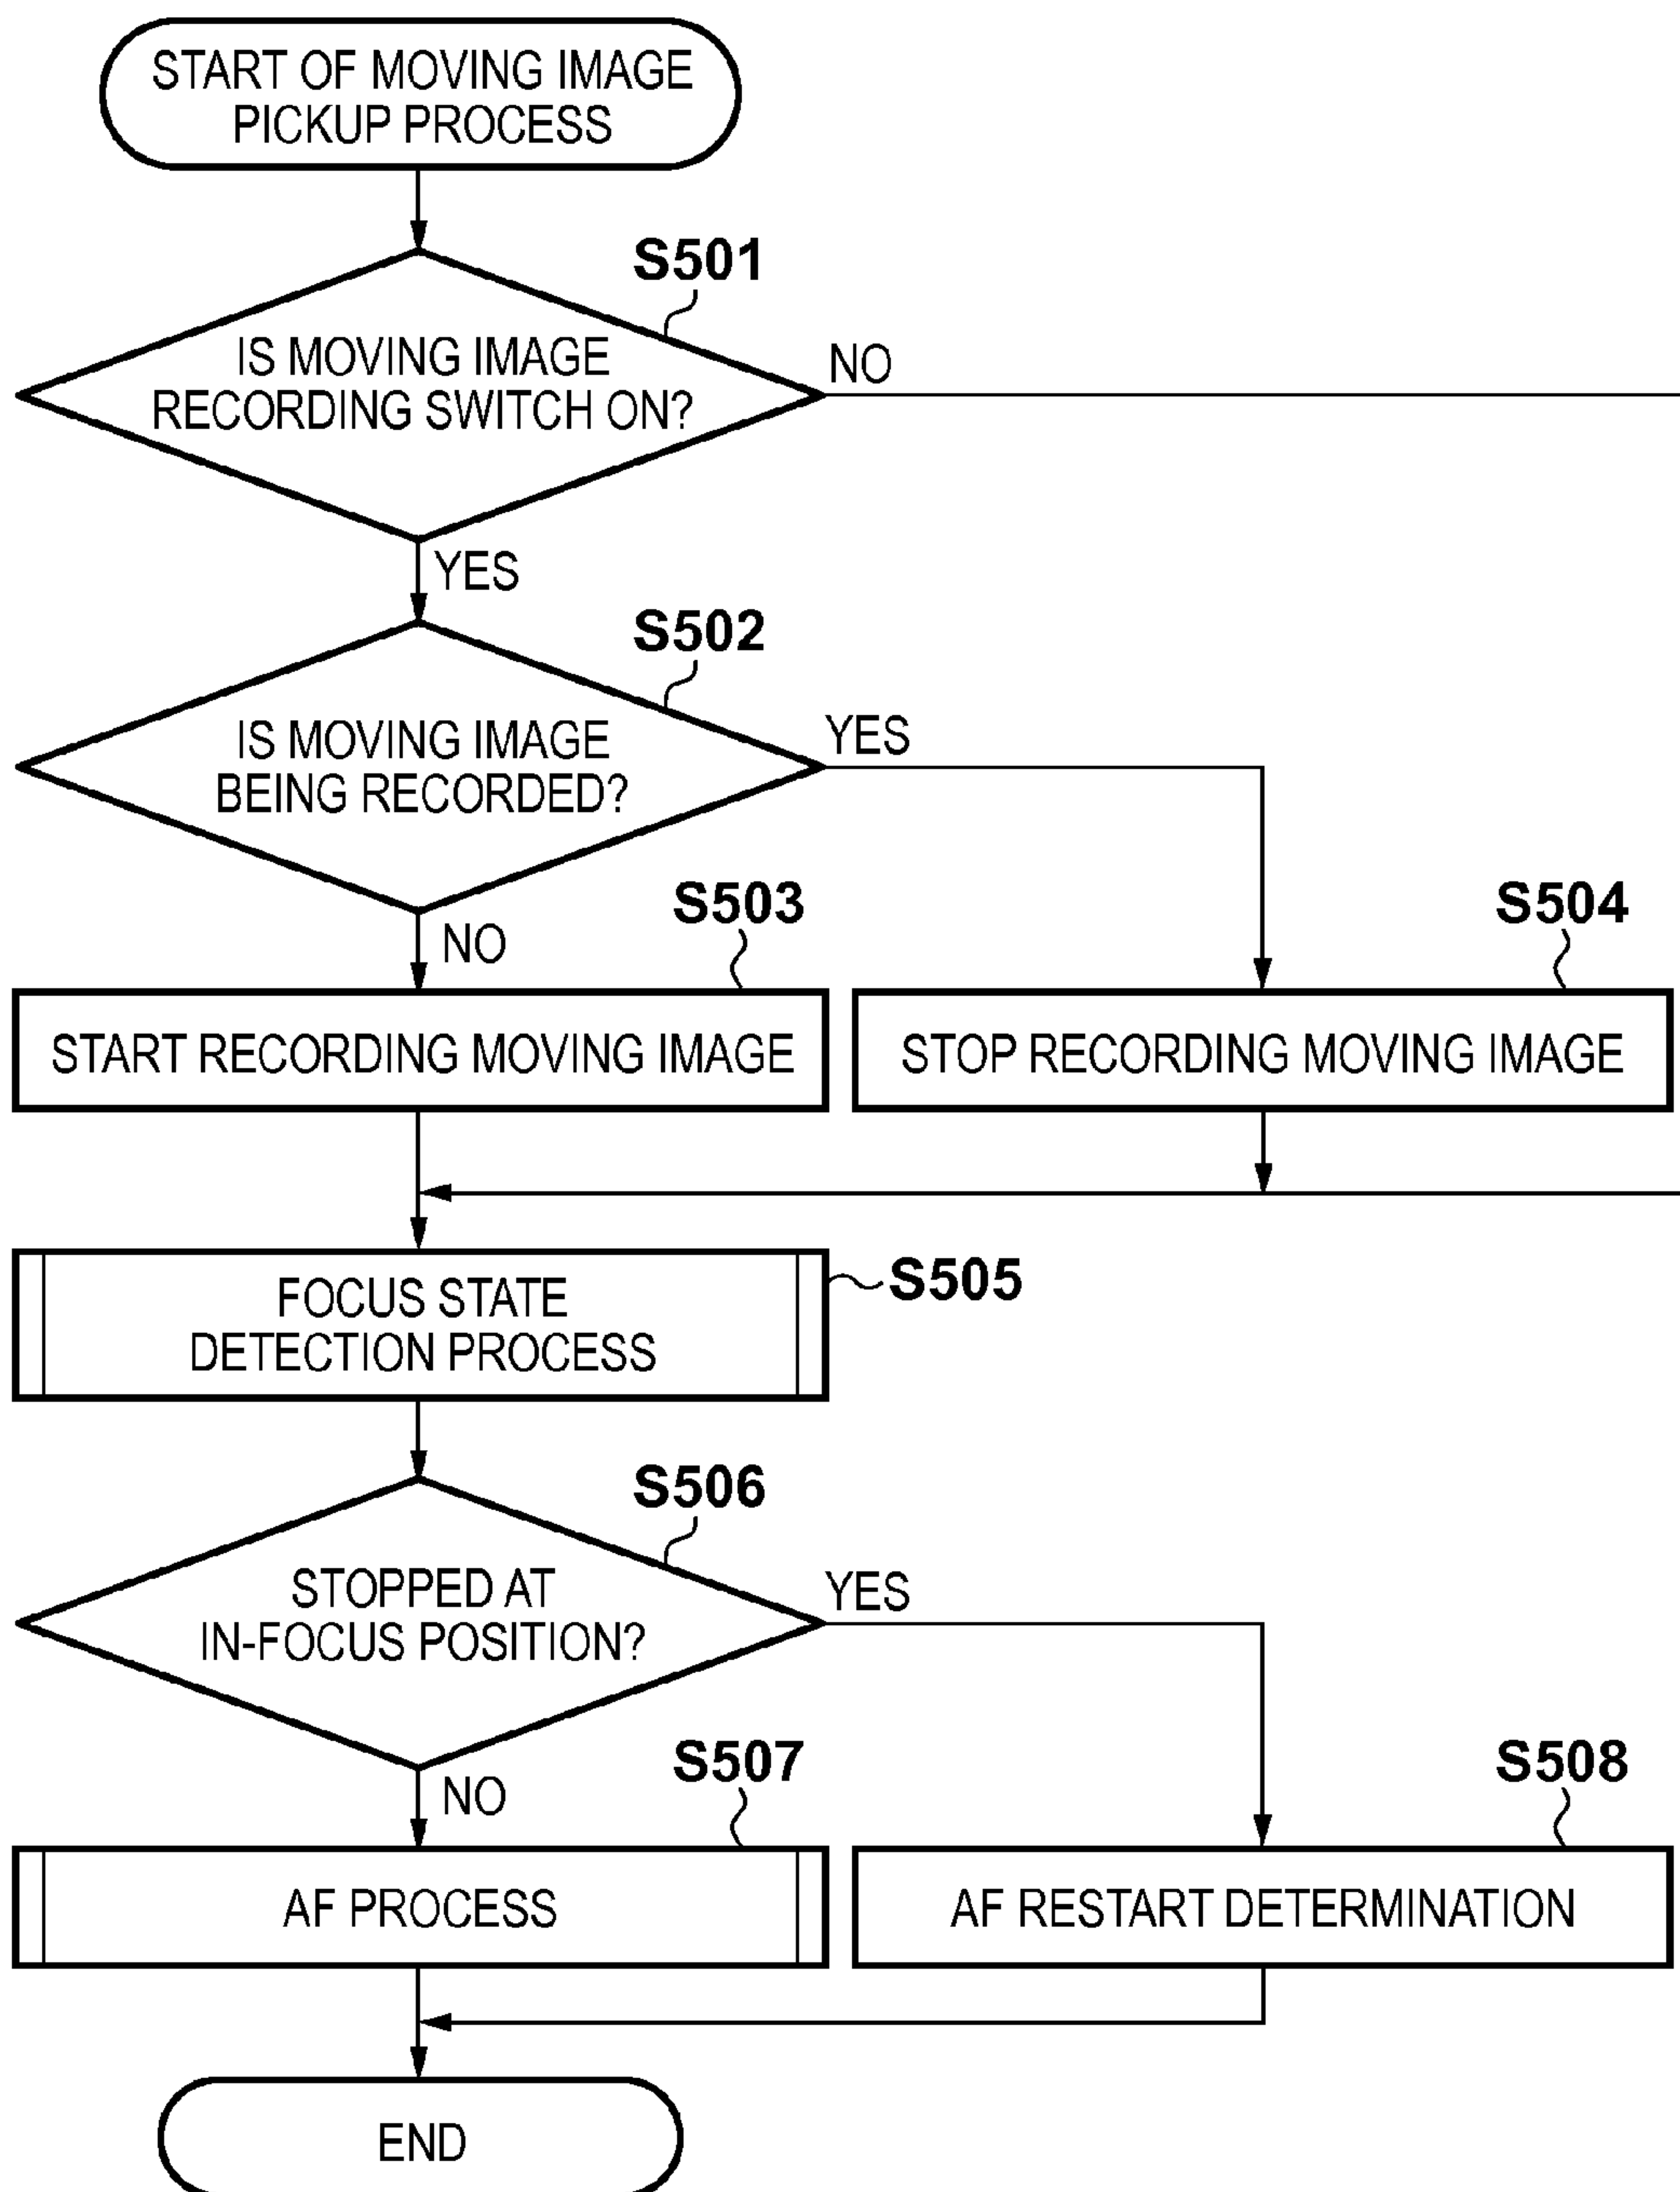 START OF MOVING IMAGE
PICKUP PROCESS
S501
IS MOVING IMAGE
RECORDING SWITCH ON?
NO
YES
S502
IS MOVING IMAGE
BEING RECORDED?
YES
NO
S503
S504
START RECORDING MOVING IMAGE
STOP RECORDING MOVING IMAGE
FOCUS STATE
DETECTION PROCESS
S505
S506
STOPPED AT
IN-FOCUS POSITION?
YES
NO
S507
S508
AF PROCESS
AF RESTART DETERMINATION
END